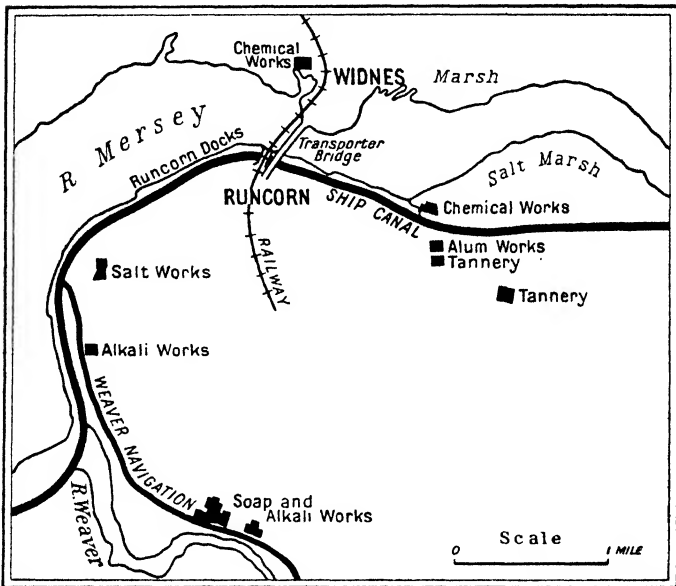 Chemical
Works
WIDNES
Marsh
R Mersey
Runcorn Docks
Transporter
Bridge
Salt Marsh
RUNCORN
SHIP CANAL
Chemical Works
Alum Works
Tannery
Tannery
RAILWAY
Salt Works
Alkali Works
WEAVER NAVIGATION
R.Weaver
Soap and
Alkali Works
Scale
0 1 MILE